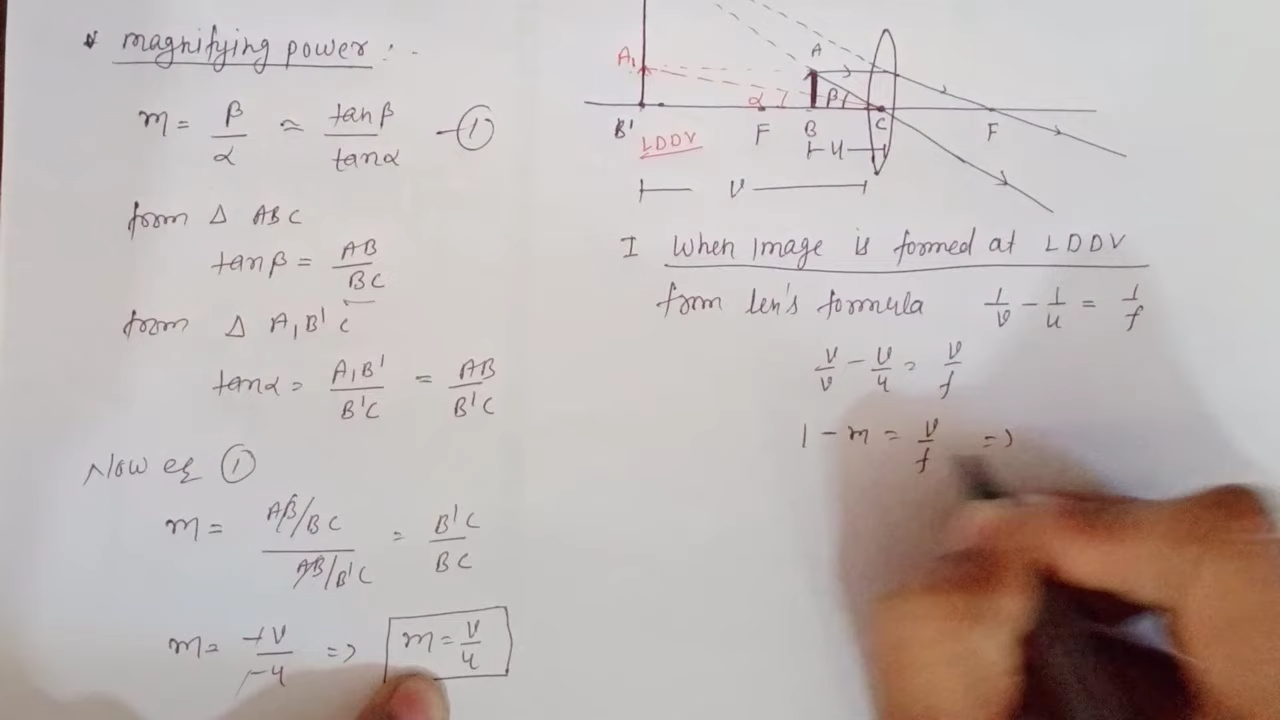 magnifying power :-
m = β/α ≈ tanβ/tanα —①
form Δ ABC
tanβ = AB/BC
from Δ A₁B'C
tanα = A₁B'/B'C = AB/B'C
Now eq ①
m = (AB/BC)/(AB/B'C) = B'C/BC
m = +v/-u => m = v/u
A₁ A
α β
B' F B C F
LDDV u
v
I When Image is formed at LDDV
from len's formula 1/v - 1/u = 1/f
v/v - v/u = v/f
1 - m = v/f =>